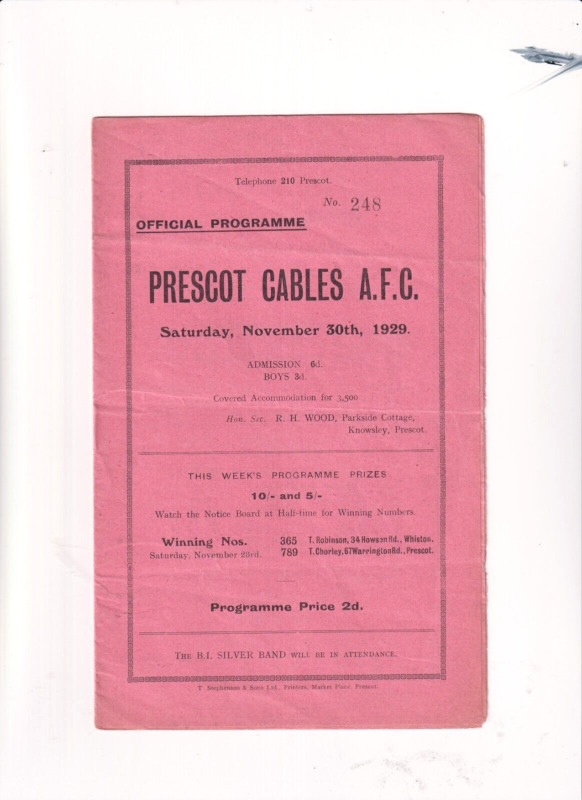 Telephone 210 Prescot.
No. 248
OFFICIAL PROGRAMME
PRESCOT CABLES A.F.C.
Saturday, November 30th, 1929.
ADMISSION 6d.
BOYS 3d.
Covered Accommodation for 3,500
Hon. Sec. R. H. WOOD, Parkside Cottage,
Knowsley, Prescot.
THIS WEEK'S PROGRAMME PRIZES
10/- and 5/-
Watch the Notice Board at Half-time for Winning Numbers.
Winning Nos. 365 T. Robinson, 34 Howson Rd., Whiston.
Saturday, November 23rd. 789 T. Chorley, 67 Warrington Rd., Prescot.
Programme Price 2d.
THE B.I. SILVER BAND WILL BE IN ATTENDANCE.
T Stephenson & Sons Ltd., Printers, Market Place, Prescot.